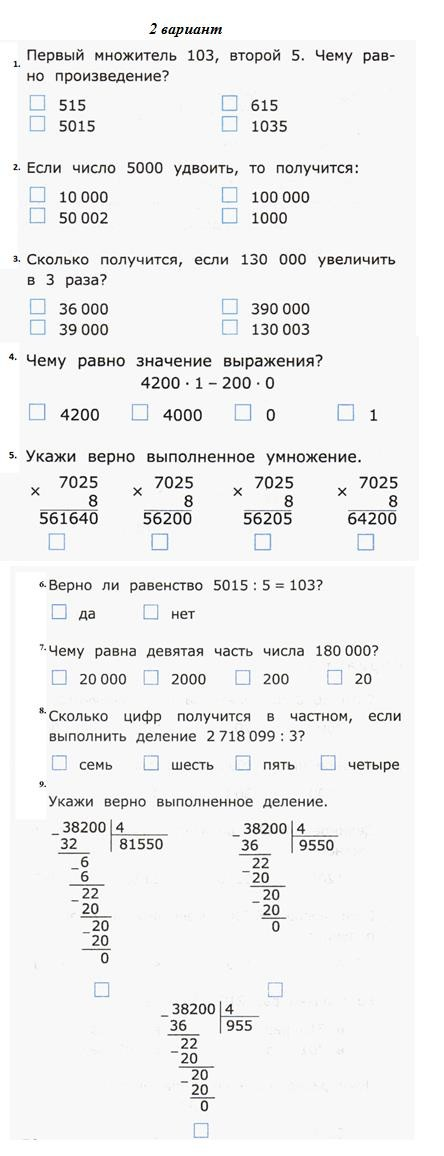 2 вариант
1. Первый множитель 103, второй 5. Чему рав-
но произведение?
515 615
5015 1035
2. Если число 5000 удвоить, то получится:
10 000 100 000
50 002 1000
3. Сколько получится, если 130 000 увеличить
в 3 раза?
36 000 390 000
39 000 130 003
4. Чему равно значение выражения?
4200 · 1 – 200 · 0
4200 4000 0 1
5. Укажи верно выполненное умножение.
× 7025 × 7025 × 7025 × 7025
8 8 8 8
561640 56200 56205 64200
6. Верно ли равенство 5015 : 5 = 103?
да нет
7. Чему равна девятая часть числа 180 000?
20 000 2000 200 20
8. Сколько цифр получится в частном, если
выполнить деление 2 718 099 : 3?
семь шесть пять четыре
9.
Укажи верно выполненное деление.
– 38200 | 4 – 38200 | 4
32 81550 36 9550
– 6 – 22
6 20
– 22 – 20
20 20
– 20 0
20
0
– 38200 | 4
36 955
– 22
20
– 20
20
0